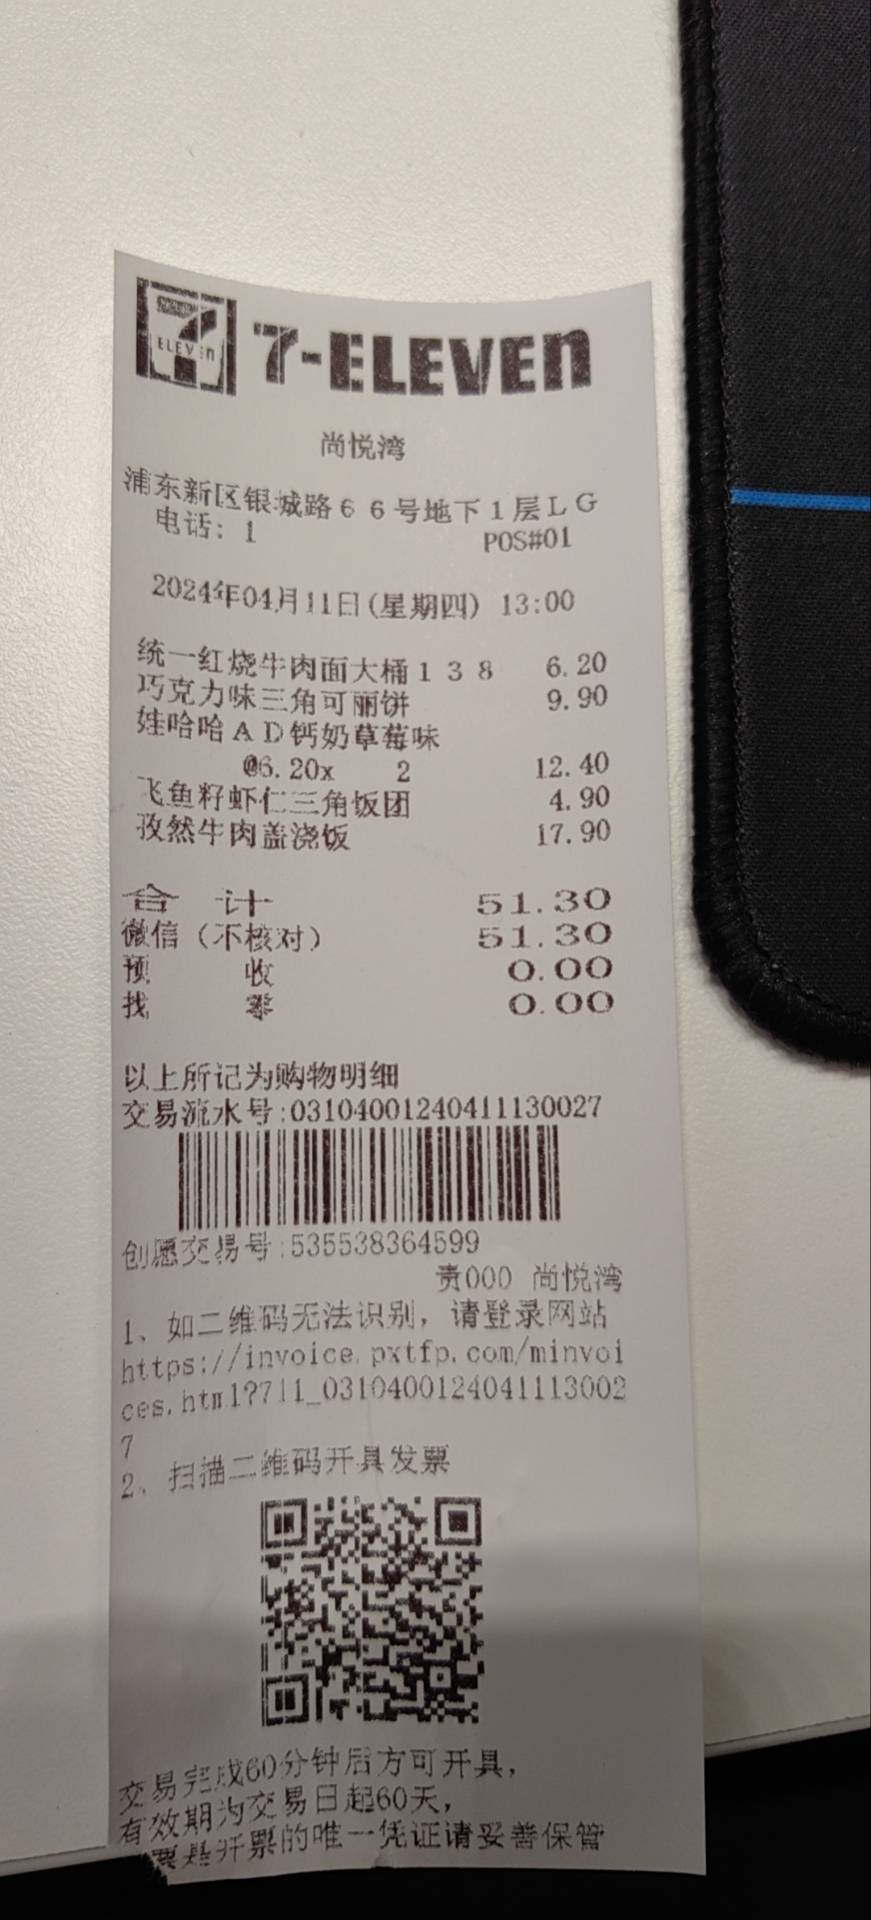 ELEVEn
7-ELEVEn
尚悦湾
浦东新区银城路66号地下1层LG
电话: 1 POS#01
2024年04月11日(星期四) 13:00
统一红烧牛肉面大桶138 6.20
巧克力味三角可丽饼 9.90
娃哈哈AD钙奶草莓味
@6.20x 2 12.40
飞鱼籽虾仁三角饭团 4.90
孜然牛肉盖浇饭 17.90
合计 51.30
微信（不核对） 51.30
预收 0.00
找零 0.00
以上所记为购物明细
交易流水号:03104001240411130027
创愿交易号:535538364599
责000 尚悦湾
1、如二维码无法识别，请登录网站
https://invoice.pxtfp.com/minvoi
ces.html?711_0310400124041113002
7
2、扫描二维码开具发票
交易完成60分钟后方可开具，
有效期为交易日起60天，
票是开票的唯一凭证请妥善保管